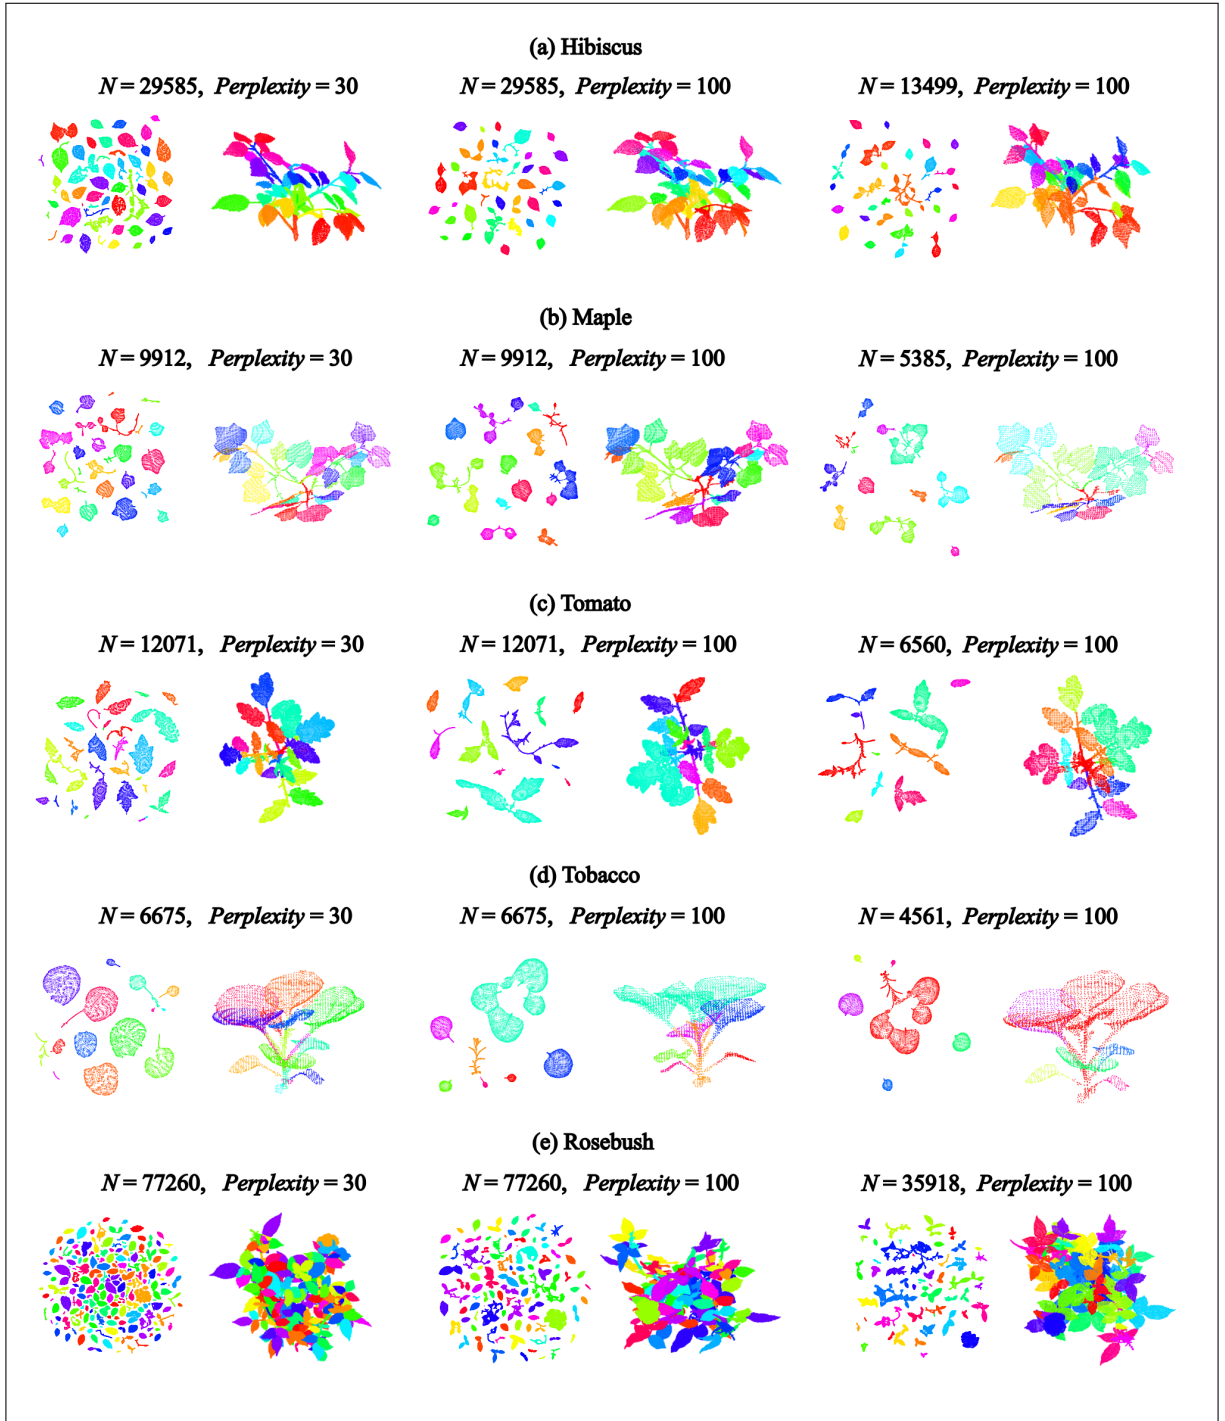 (a) Hibiscus
N = 29585, Perplexity = 30
N = 29585, Perplexity = 100
N = 13499, Perplexity = 100
(b) Maple
N = 9912, Perplexity = 30
N = 9912, Perplexity = 100
N = 5385, Perplexity = 100
(c) Tomato
N = 12071, Perplexity = 30
N = 12071, Perplexity = 100
N = 6560, Perplexity = 100
(d) Tobacco
N = 6675, Perplexity = 30
N = 6675, Perplexity = 100
N = 4561, Perplexity = 100
(e) Rosebush
N = 77260, Perplexity = 30
N = 77260, Perplexity = 100
N = 35918, Perplexity = 100